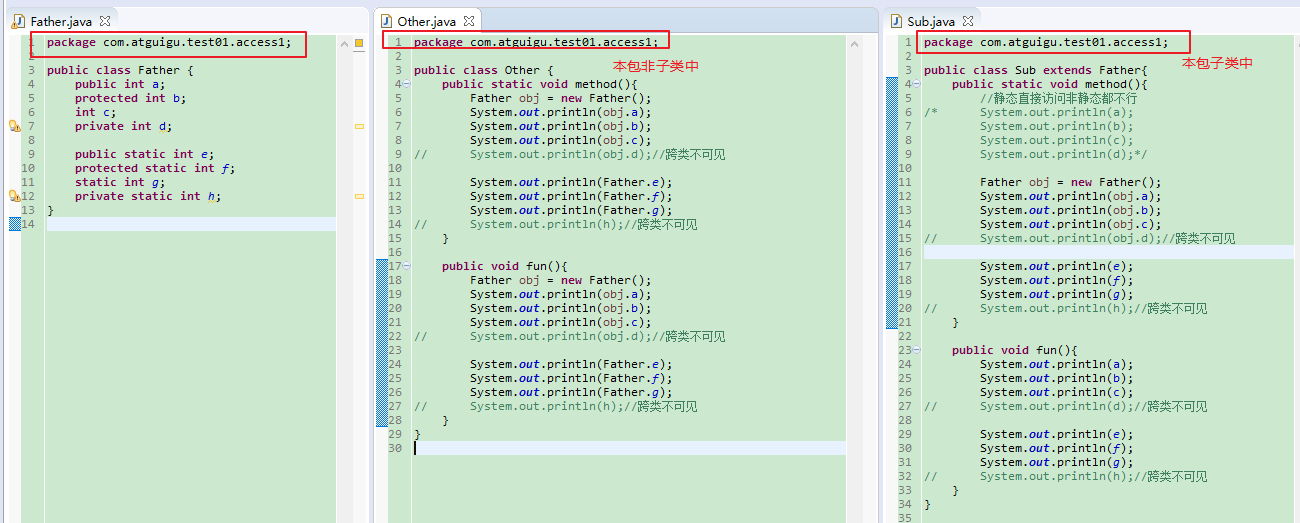 Father.java
1 package com.atguigu.test01.access1;
2
3 public class Father {
4 public int a;
5 protected int b;
6 int c;
7 private int d;
8
9 public static int e;
10 protected static int f;
11 static int g;
12 private static int h;
13 }
14
Other.java
1 package com.atguigu.test01.access1;
2 本包非子类中
3 public class Other {
4 public static void method(){
5 Father obj = new Father();
6 System.out.println(obj.a);
7 System.out.println(obj.b);
8 System.out.println(obj.c);
9 // System.out.println(obj.d);//跨类不可见
10
11 System.out.println(Father.e);
12 System.out.println(Father.f);
13 System.out.println(Father.g);
14 // System.out.println(h);//跨类不可见
15 }
16
17 public void fun(){
18 Father obj = new Father();
19 System.out.println(obj.a);
20 System.out.println(obj.b);
21 System.out.println(obj.c);
22 // System.out.println(obj.d);//跨类不可见
23
24 System.out.println(Father.e);
25 System.out.println(Father.f);
26 System.out.println(Father.g);
27 // System.out.println(h);//跨类不可见
28 }
29 }
30
Sub.java
1 package com.atguigu.test01.access1;
2 本包子类中
3 public class Sub extends Father{
4 public static void method(){
5 //静态直接访问非静态都不行
6 /* System.out.println(a);
7 System.out.println(b);
8 System.out.println(c);
9 System.out.println(d);*/
10
11 Father obj = new Father();
12 System.out.println(obj.a);
13 System.out.println(obj.b);
14 System.out.println(obj.c);
15 // System.out.println(obj.d);//跨类不可见
16
17 System.out.println(e);
18 System.out.println(f);
19 System.out.println(g);
20 // System.out.println(h);//跨类不可见
21 }
22
23 public void fun(){
24 System.out.println(a);
25 System.out.println(b);
26 System.out.println(c);
27 // System.out.println(d);//跨类不可见
28
29 System.out.println(e);
30 System.out.println(f);
31 System.out.println(g);
32 // System.out.println(h);//跨类不可见
33 }
34 }
35